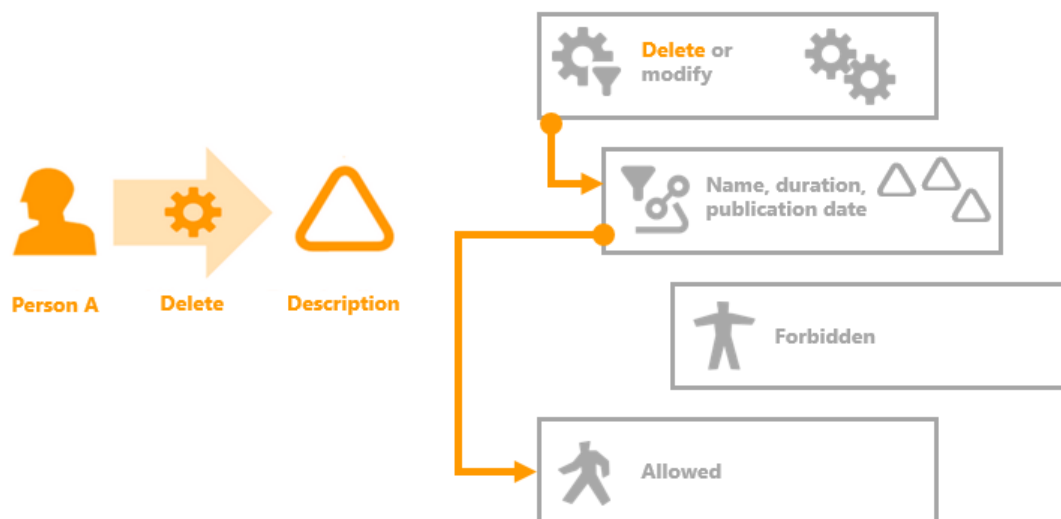 Delete or
modify
Name, duration,
publication date
Person A
Delete
Description
Forbidden
Allowed